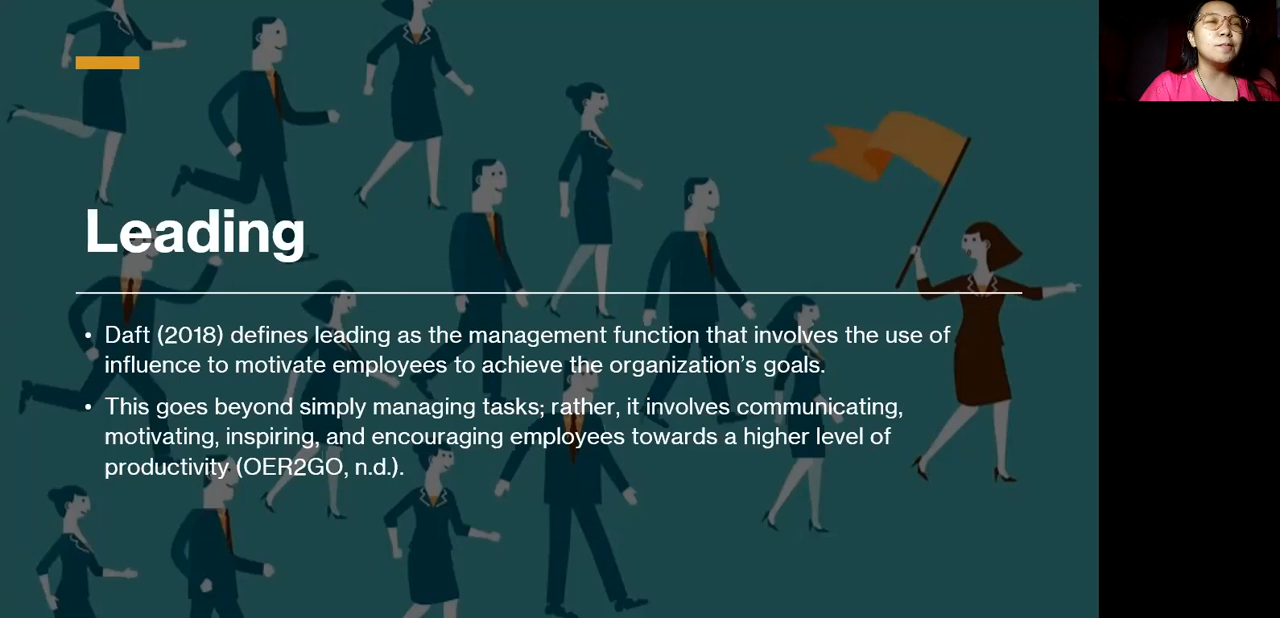 Leading
• Daft (2018) defines leading as the management function that involves the use of
influence to motivate employees to achieve the organization’s goals.
• This goes beyond simply managing tasks; rather, it involves communicating,
motivating, inspiring, and encouraging employees towards a higher level of
productivity (OER2GO, n.d.).